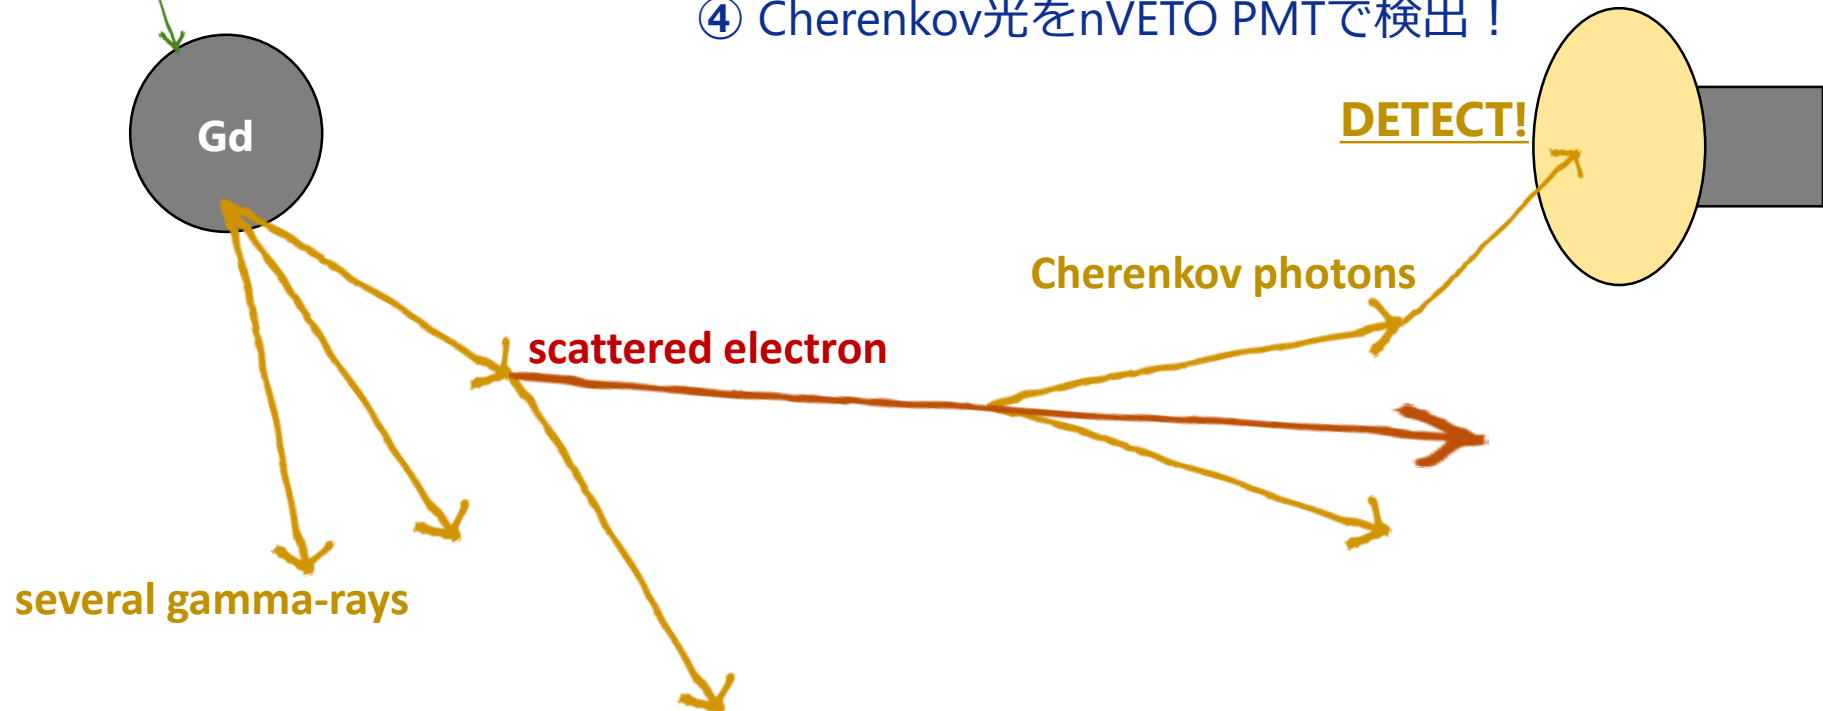 ④ Cherenkov光をnVETO PMTで検出！
Gd
DETECT!
Cherenkov photons
scattered electron
several gamma-rays